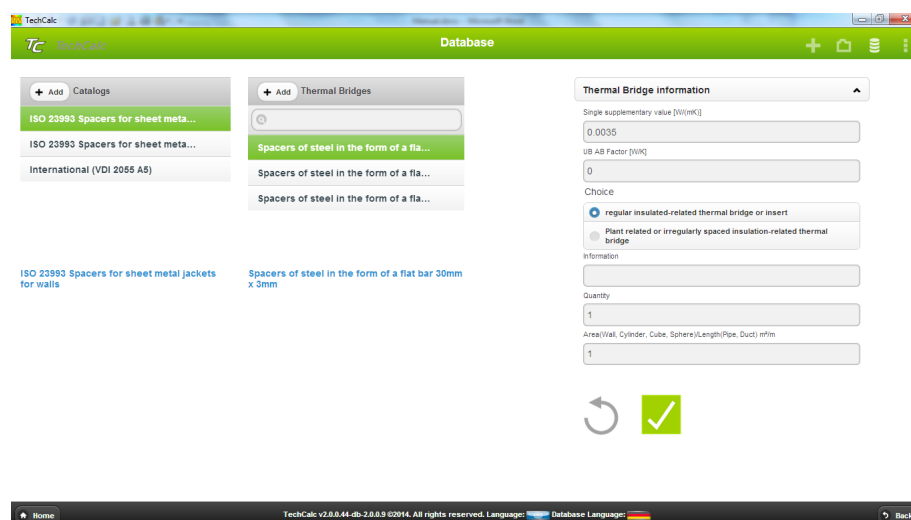 TechCalc
TC TechCalc
Database
+ Add Catalogs
ISO 23993 Spacers for sheet meta...
ISO 23993 Spacers for sheet meta...
International (VDI 2055 A5)
ISO 23993 Spacers for sheet metal jackets
for walls
+ Add Thermal Bridges
Spacers of steel in the form of a fla...
Spacers of steel in the form of a fla...
Spacers of steel in the form of a fla...
Spacers of steel in the form of a flat bar 30mm
x 3mm
Thermal Bridge information
Single supplementary value [W/(mK)]
0.0035
UB AB Factor [W/K]
0
Choice
regular insulated-related thermal bridge or insert
Plant related or irregularly spaced insulation-related thermal
bridge
Information
Quantity
1
Area(Wall, Cylinder, Cube, Sphere)/Length(Pipe, Duct) m²/m
1
Home
TechCalc v2.0.0.44-db-2.0.0.9 ©2014. All rights reserved. Language: Database Language:
Back